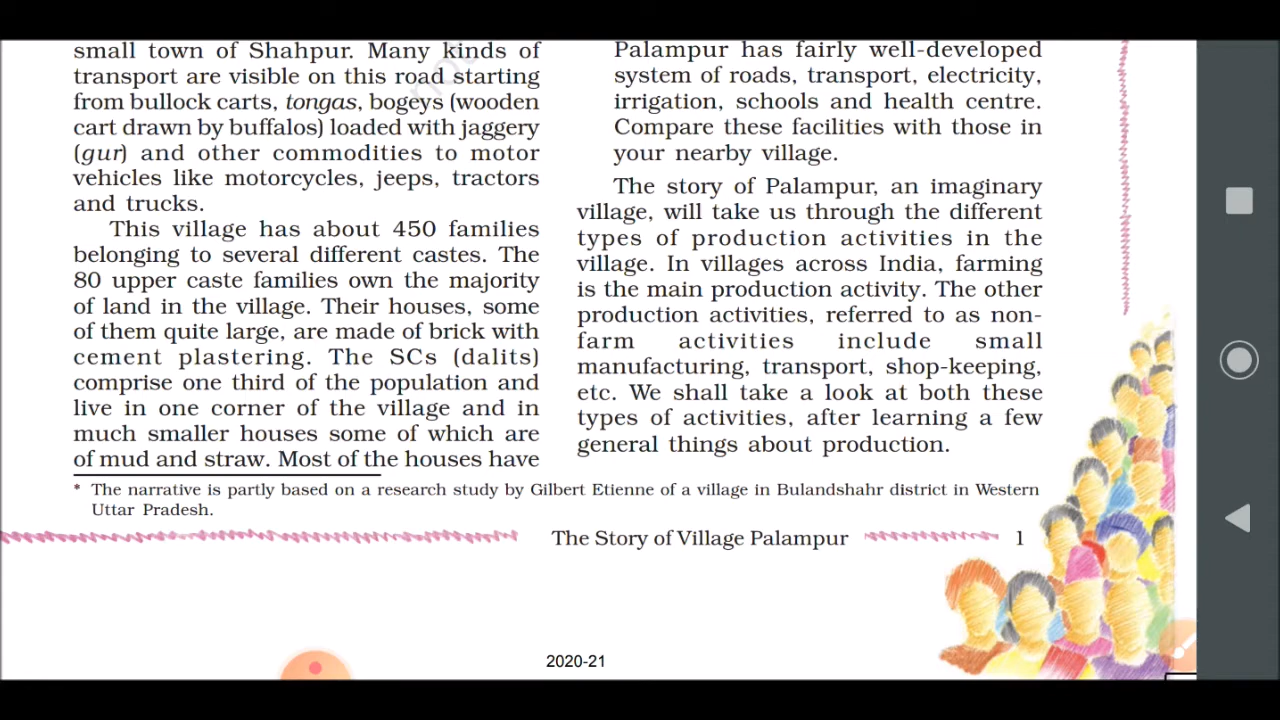 small town of Shahpur. Many kinds of
transport are visible on this road starting
from bullock carts, tongas, bogeys (wooden
cart drawn by buffalos) loaded with jaggery
(gur) and other commodities to motor
vehicles like motorcycles, jeeps, tractors
and trucks.
This village has about 450 families
belonging to several different castes. The
80 upper caste families own the majority
of land in the village. Their houses, some
of them quite large, are made of brick with
cement plastering. The SCs (dalits)
comprise one third of the population and
live in one corner of the village and in
much smaller houses some of which are
of mud and straw. Most of the houses have
Palampur has fairly well-developed
system of roads, transport, electricity,
irrigation, schools and health centre.
Compare these facilities with those in
your nearby village.
The story of Palampur, an imaginary
village, will take us through the different
types of production activities in the
village. In villages across India, farming
is the main production activity. The other
production activities, referred to as non-
farm activities include small
manufacturing, transport, shop-keeping,
etc. We shall take a look at both these
types of activities, after learning a few
general things about production.
* The narrative is partly based on a research study by Gilbert Etienne of a village in Bulandshahr district in Western
Uttar Pradesh.
The Story of Village Palampur 1
2020-21